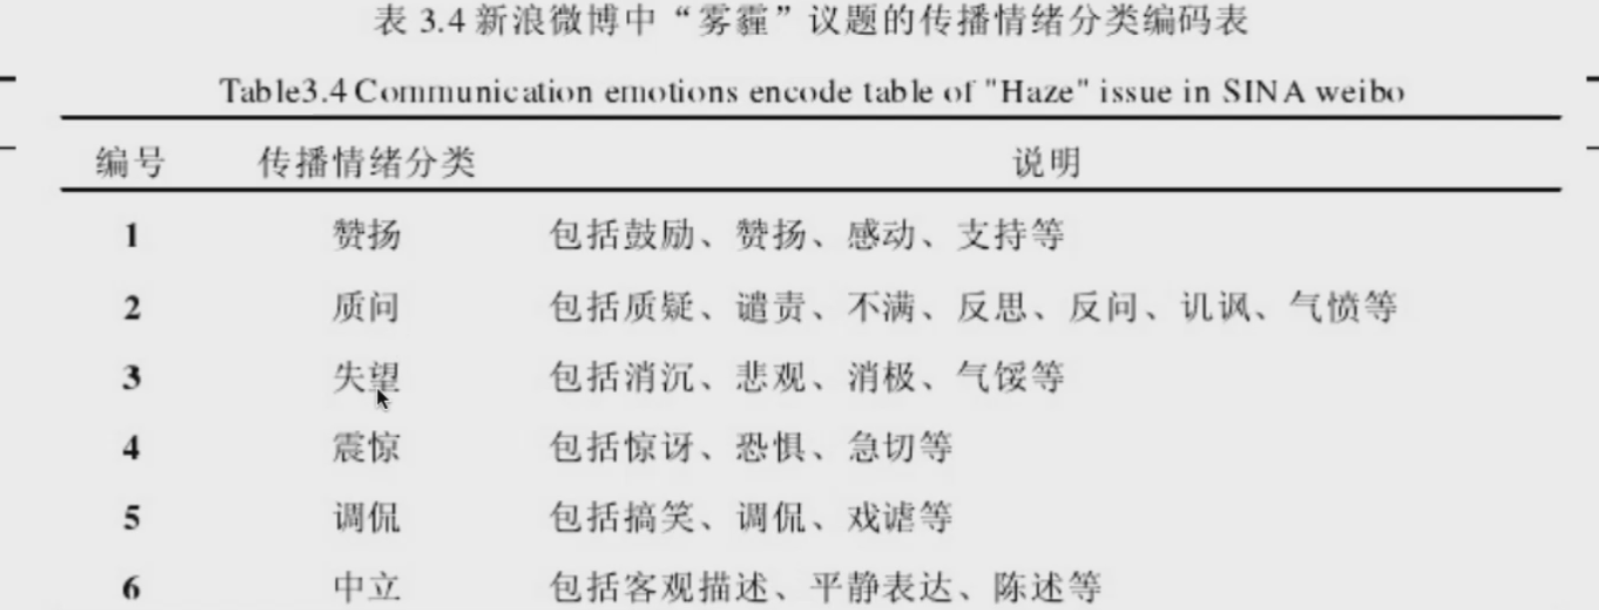 表 3.4 新浪微博中“雾霾”议题的传播情绪分类编码表
Table3.4 Communication emotions encode table of "Haze" issue in SINA weibo
编号 传播情绪分类 说明
1 赞扬 包括鼓励、赞扬、感动、支持等
2 质问 包括质疑、谴责、不满、反思、反问、讥讽、气愤等
3 失望 包括消沉、悲观、消极、气馁等
4 震惊 包括惊讶、恐惧、急切等
5 调侃 包括搞笑、调侃、戏谑等
6 中立 包括客观描述、平静表达、陈述等